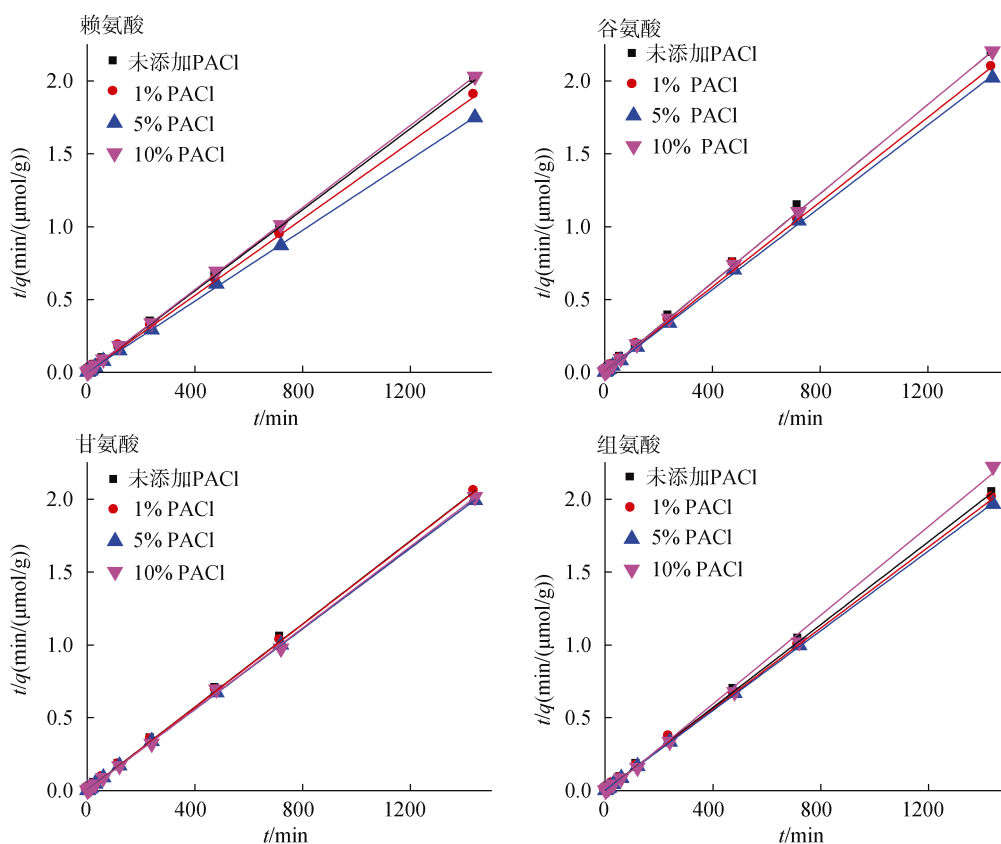 赖氨酸
未添加PACl
1% PACl
5% PACl
10% PACl
2.0
1.5
1.0
0.5
0.0
t/q(min/(μmol/g))
0 400 800 1200
t/min
谷氨酸
未添加PACl
1% PACl
5% PACl
10% PACl
2.0
1.5
1.0
0.5
0.0
t/q(min/(μmol/g))
0 400 800 1200
t/min
甘氨酸
未添加PACl
1% PACl
5% PACl
10% PACl
2.0
1.5
1.0
0.5
0.0
t/q(min/(μmol/g))
0 400 800 1200
t/min
组氨酸
未添加PACl
1% PACl
5% PACl
10% PACl
2.0
1.5
1.0
0.5
0.0
t/q(min/(μmol/g))
0 400 800 1200
t/min